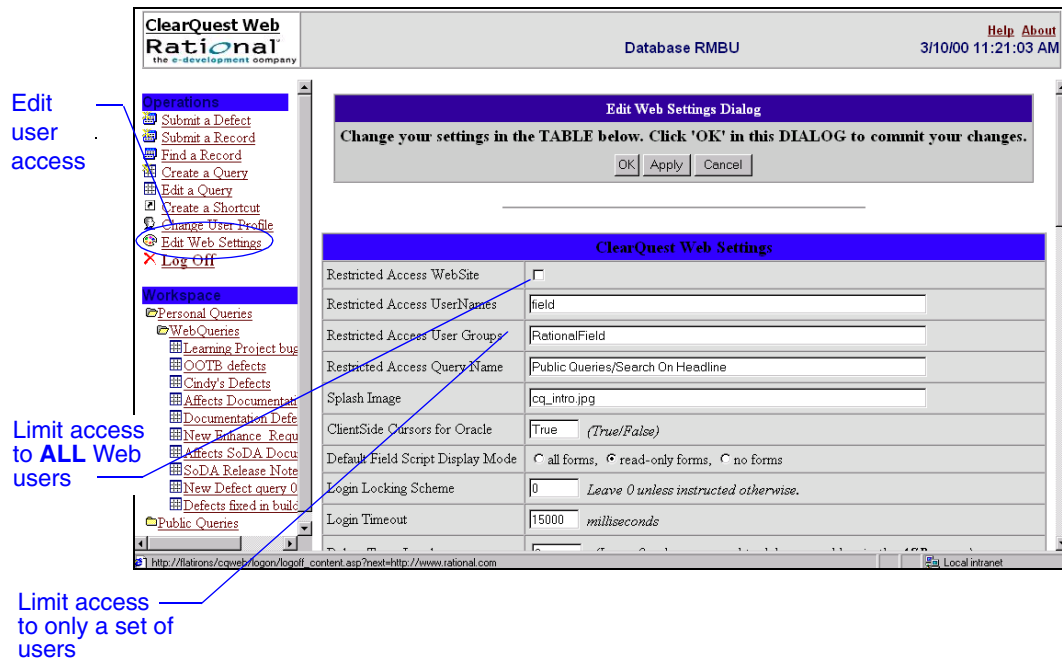 ClearQuest Web
Rational
the e-development company
Database RMBU
Help About
3/10/00 11:21:03 AM
Edit
user
access
Operations
Submit a Defect
Submit a Record
Find a Record
Create a Query
Edit a Query
Create a Shortcut
Change User Profile
Edit Web Settings
Log Off
Workspace
Personal Queries
WebQueries
Learning Project bug
OOTB defects
Cindy's Defects
Affects Documentati
Documentation Defe
New Enhance Requ
Affects SoDA Docu
SoDA Release Note
New Defect query 0
Defects fixed in build
Public Queries
Edit Web Settings Dialog
Change your settings in the TABLE below. Click 'OK' in this DIALOG to commit your changes.
OK Apply Cancel
ClearQuest Web Settings
Restricted Access WebSite
Restricted Access UserNames field
Restricted Access User Groups RationalField
Restricted Access Query Name Public Queries/Search On Headline
Splash Image cq_intro.jpg
ClientSide Cursors for Oracle True (True/False)
Default Field Script Display Mode all forms, read-only forms, no forms
Login Locking Scheme 0 Leave 0 unless instructed otherwise.
Login Timeout 15000 milliseconds
http://flatirons/cqweb/logon/logoff_content.asp?next=http://www.rational.com
Local intranet
Limit access
to ALL Web
users
Limit access
to only a set of
users